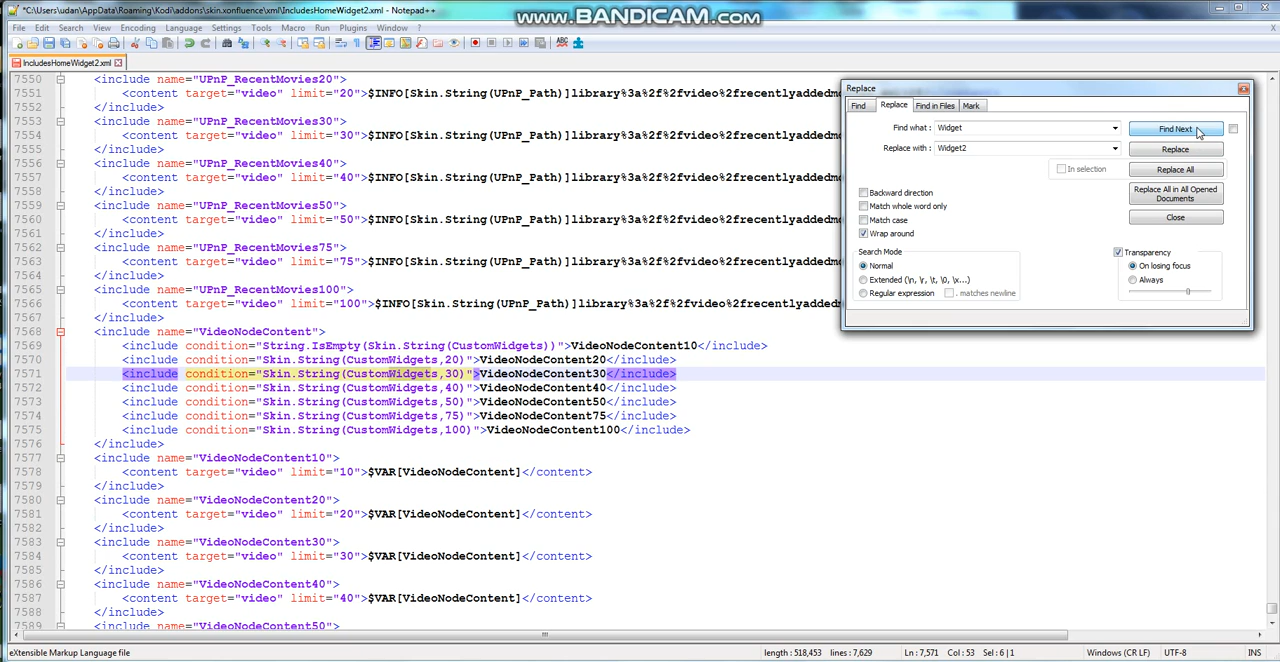 *C:\Users\udan\AppData\Roaming\Kodi\addons\skin.xonfluence\xml\IncludesHomeWidget2.xml - Notepad++
www.BANDICAM.com
File Edit Search View Encoding Language Settings Tools Macro Run Plugins Window ? X
IncludesHomeWidget2.xml
7550 <include name="UPnP_RecentMovies20">
7551 <content target="video" limit="20">$INFO[Skin.String(UPnP_Path)]library%3a%2f%2fvideo%2frecentlyaddedmo
7552 </include>
7553 <include name="UPnP_RecentMovies30">
7554 <content target="video" limit="30">$INFO[Skin.String(UPnP_Path)]library%3a%2f%2fvideo%2frecentlyaddedm
7555 </include>
7556 <include name="UPnP_RecentMovies40">
7557 <content target="video" limit="40">$INFO[Skin.String(UPnP_Path)]library%3a%2f%2fvideo%2frecentlyaddedm
7558 </include>
7559 <include name="UPnP_RecentMovies50">
7560 <content target="video" limit="50">$INFO[Skin.String(UPnP_Path)]library%3a%2f%2fvideo%2frecentlyaddedm
7561 </include>
7562 <include name="UPnP_RecentMovies75">
7563 <content target="video" limit="75">$INFO[Skin.String(UPnP_Path)]library%3a%2f%2fvideo%2frecentlyaddedm
7564 </include>
7565 <include name="UPnP_RecentMovies100">
7566 <content target="video" limit="100">$INFO[Skin.String(UPnP_Path)]library%3a%2f%2fvideo%2frecentlyadded
7567 </include>
7568 <include name="VideoNodeContent">
7569 <include condition="String.IsEmpty(Skin.String(CustomWidgets))">VideoNodeContent10</include>
7570 <include condition="Skin.String(CustomWidgets,20)">VideoNodeContent20</include>
7571 <include condition="Skin.String(CustomWidgets,30)">VideoNodeContent30</include>
7572 <include condition="Skin.String(CustomWidgets,40)">VideoNodeContent40</include>
7573 <include condition="Skin.String(CustomWidgets,50)">VideoNodeContent50</include>
7574 <include condition="Skin.String(CustomWidgets,75)">VideoNodeContent75</include>
7575 <include condition="Skin.String(CustomWidgets,100)">VideoNodeContent100</include>
7576 </include>
7577 <include name="VideoNodeContent10">
7578 <content target="video" limit="10">$VAR[VideoNodeContent]</content>
7579 </include>
7580 <include name="VideoNodeContent20">
7581 <content target="video" limit="20">$VAR[VideoNodeContent]</content>
7582 </include>
7583 <include name="VideoNodeContent30">
7584 <content target="video" limit="30">$VAR[VideoNodeContent]</content>
7585 </include>
7586 <include name="VideoNodeContent40">
7587 <content target="video" limit="40">$VAR[VideoNodeContent]</content>
7588 </include>
7589 <include name="VideoNodeContent50">
Replace
Find Replace Find in Files Mark
Find what : Widget Find Next
Replace with : Widget2 Replace
In selection Replace All
Backward direction Replace All in All Opened Documents
Match whole word only
Match case Close
Wrap around
Search Mode Transparency
Normal On losing focus
Extended (\n, \r, \t, \0, \x...) Always
Regular expression . matches newline
eXtensible Markup Language file length : 518,453 lines : 7,629 Ln : 7,571 Col : 53 Sel : 6 | 1 Windows (CR LF) UTF-8 INS